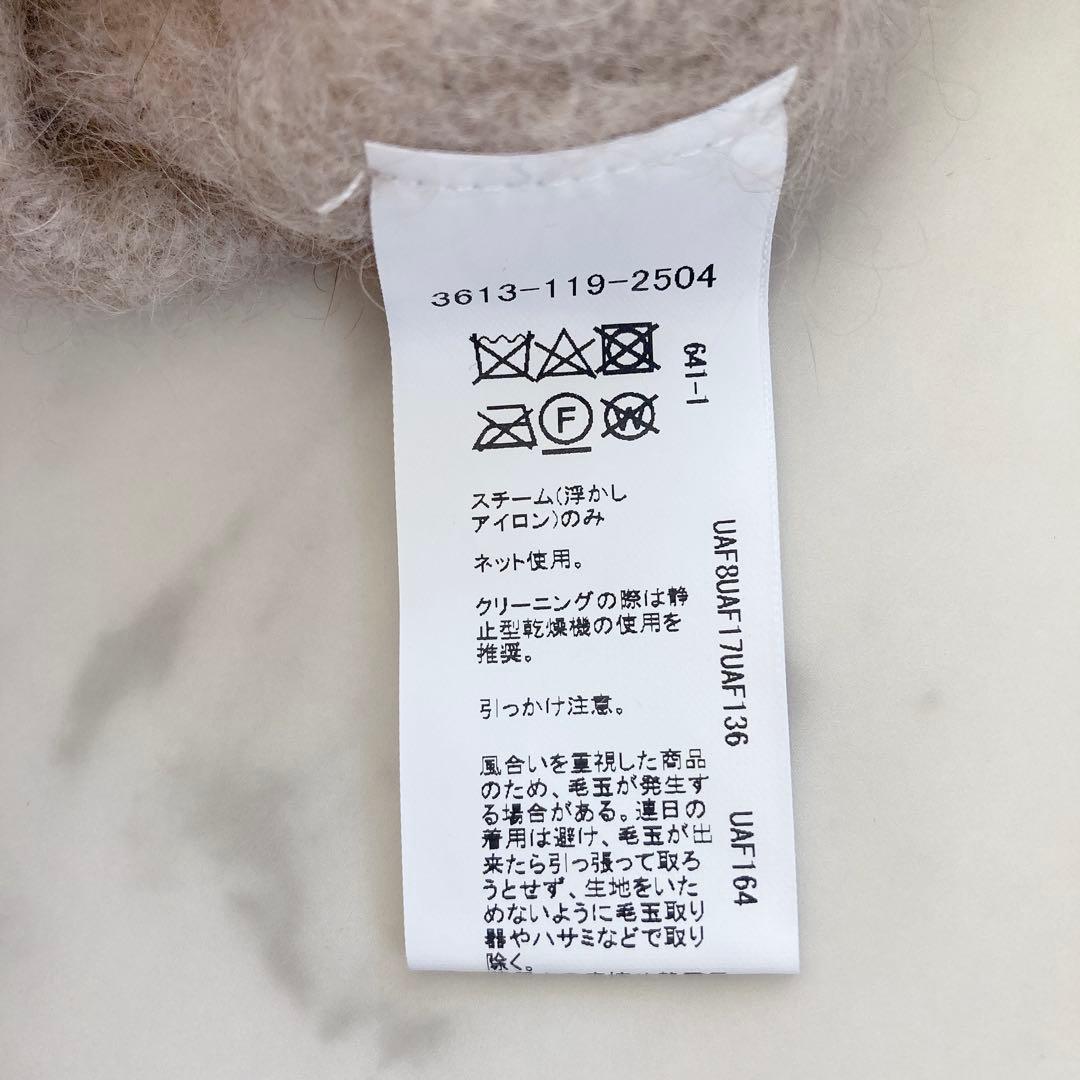 3613-119-2504
641-1
F
W
スチーム(浮かし
アイロン)のみ
ネット使用。
クリーニングの際は静
止型乾燥機の使用を
推奨。
引っかけ注意。
風合いを重視した商品
のため、毛玉が発生す
る場合がある。連日の
着用は避け、毛玉が出
来たら引っ張って取ろ
うとせず、生地をいた
めないように毛玉取り
器やハサミなどで取り
除く。
UAF8UAF17UAF136
UAF164